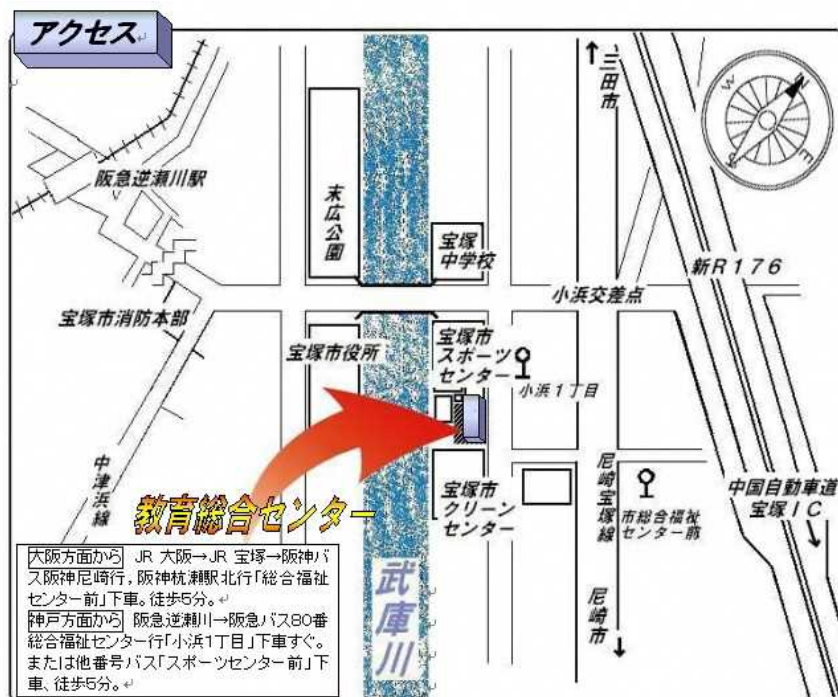 アクセス
三田市
N
W
E
S
阪急逆瀬川駅
末広公園
宝塚
中学校
新R176
小浜交差点
宝塚市消防本部
宝塚市役所
宝塚市
スポーツ
センター
小浜1丁目
中津浜線
教育総合センター
宝塚市
クリーン
センター
尼崎宝塚線
市総合福祉
センター前
中国自動車道
宝塚IC
武庫川
尼崎市
大阪方面から JR 大阪→JR 宝塚→阪神バ
ス阪神尼崎行，阪神杭瀬駅北行「総合福祉
センター前」下車。徒歩5分。
神戸方面から 阪急逆瀬川→阪急バス80番
総合福祉センター行「小浜1丁目」下車すぐ。
または他番号バス「スポーツセンター前」下
車、徒歩5分。